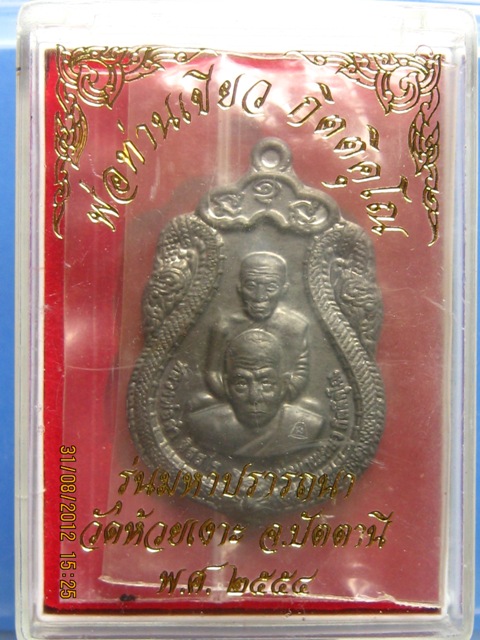 พ่อท่านเขียว กิตติคุโณ
๑
รุ่นมหาปรารถนา
วัดห้วยเงาะ จ.ปัตตานี
พ.ศ. ๒๕๕๔
31/08/2012 15:25